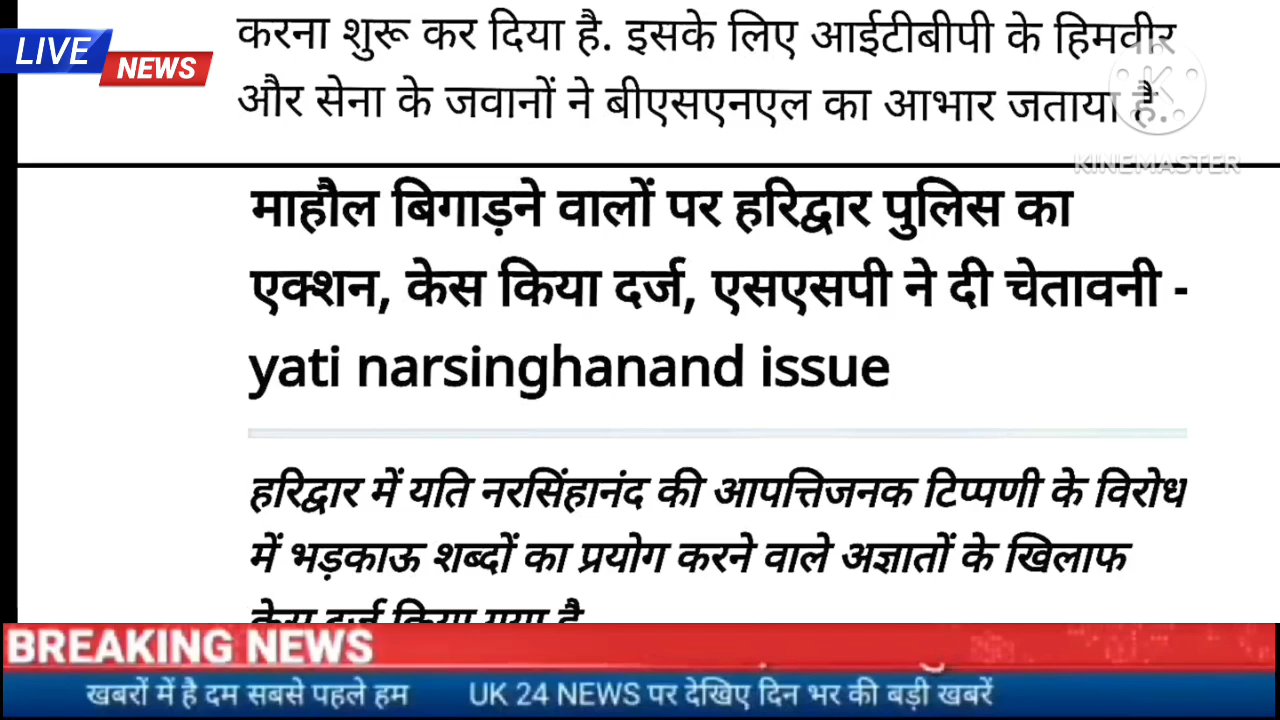 करना शुरू कर दिया है. इसके लिए आईटीबीपी के हिमवीर
LIVE
NEWS
और सेना के जवानों ने बीएसएनएल का आभार जताया है.
KINEMASTER
माहौल बिगाड़ने वालों पर हरिद्वार पुलिस का
एक्शन, केस किया दर्ज, एसएसपी ने दी चेतावनी -
yati narsinghanand issue
हरिद्वार में यति नरसिंहानंद की आपत्तिजनक टिप्पणी के विरोध
में भड़काऊ शब्दों का प्रयोग करने वाले अज्ञातों के खिलाफ
केस दर्ज किया गया है
BREAKING NEWS
खबरों में है दम सबसे पहले हम UK 24 NEWS पर देखिए दिन भर की बड़ी खबरें